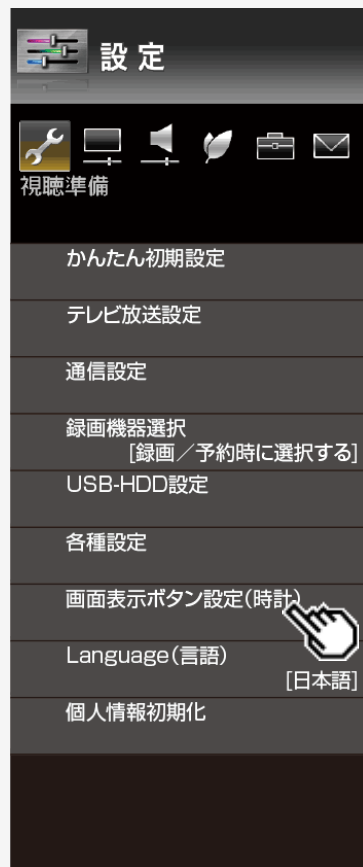 設定
視聴準備
かんたん初期設定
テレビ放送設定
通信設定
録画機器選択
[録画／予約時に選択する]
USB-HDD設定
各種設定
画面表示ボタン設定(時計)
Language(言語)
[日本語]
個人情報初期化